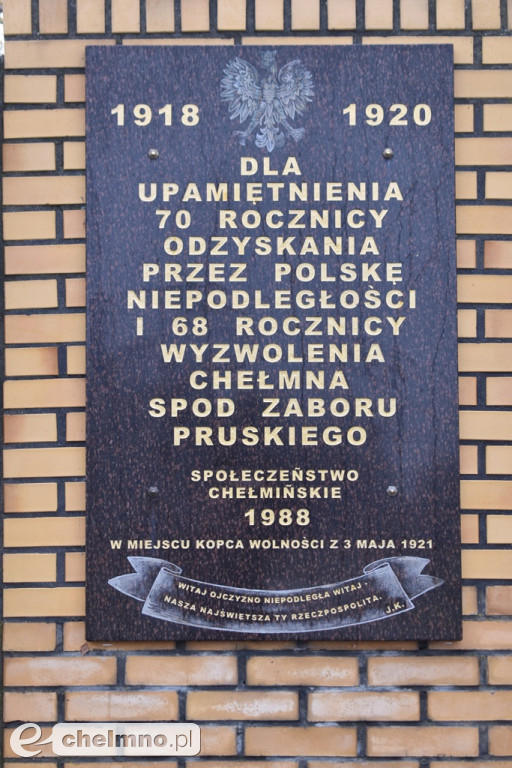 1918 1920
DLA
UPAMIĘTNIENIA
70 ROCZNICY
ODZYSKANIA
PRZEZ POLSKĘ
NIEPODLEGŁOŚCI
I 68 ROCZNICY
WYZWOLENIA
CHEŁMNA
SPOD ZABORU
PRUSKIEGO
SPOŁECZEŃSTWO
CHEŁMIŃSKIE
1988
W MIEJSCU KOPCA WOLNOŚCI Z 3 MAJA 1921
WITAJ OJCZYZNO NIEPODLEGŁA WITAJ -
NASZA NAJŚWIĘTSZA TY RZECZPOSPOLITA.
J.K.
e-chelmno.pl